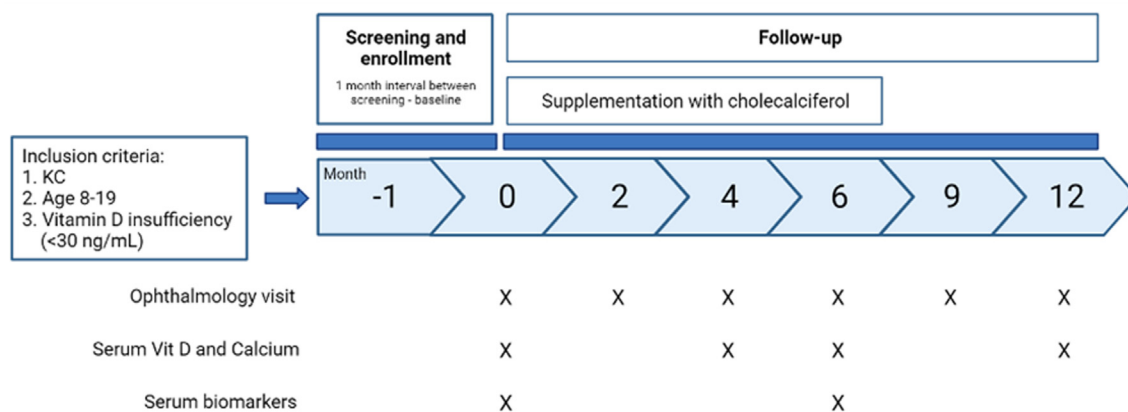 Screening and
enrollment
1 month interval between
screening - baseline
Follow-up
Supplementation with cholecalciferol
Inclusion criteria:
1. KC
2. Age 8-19
3. Vitamin D insufficiency
(<30 ng/mL)
Month
-1 0 2 4 6 9 12
Ophthalmology visit X X X X X X
Serum Vit D and Calcium X X X X
Serum biomarkers X X